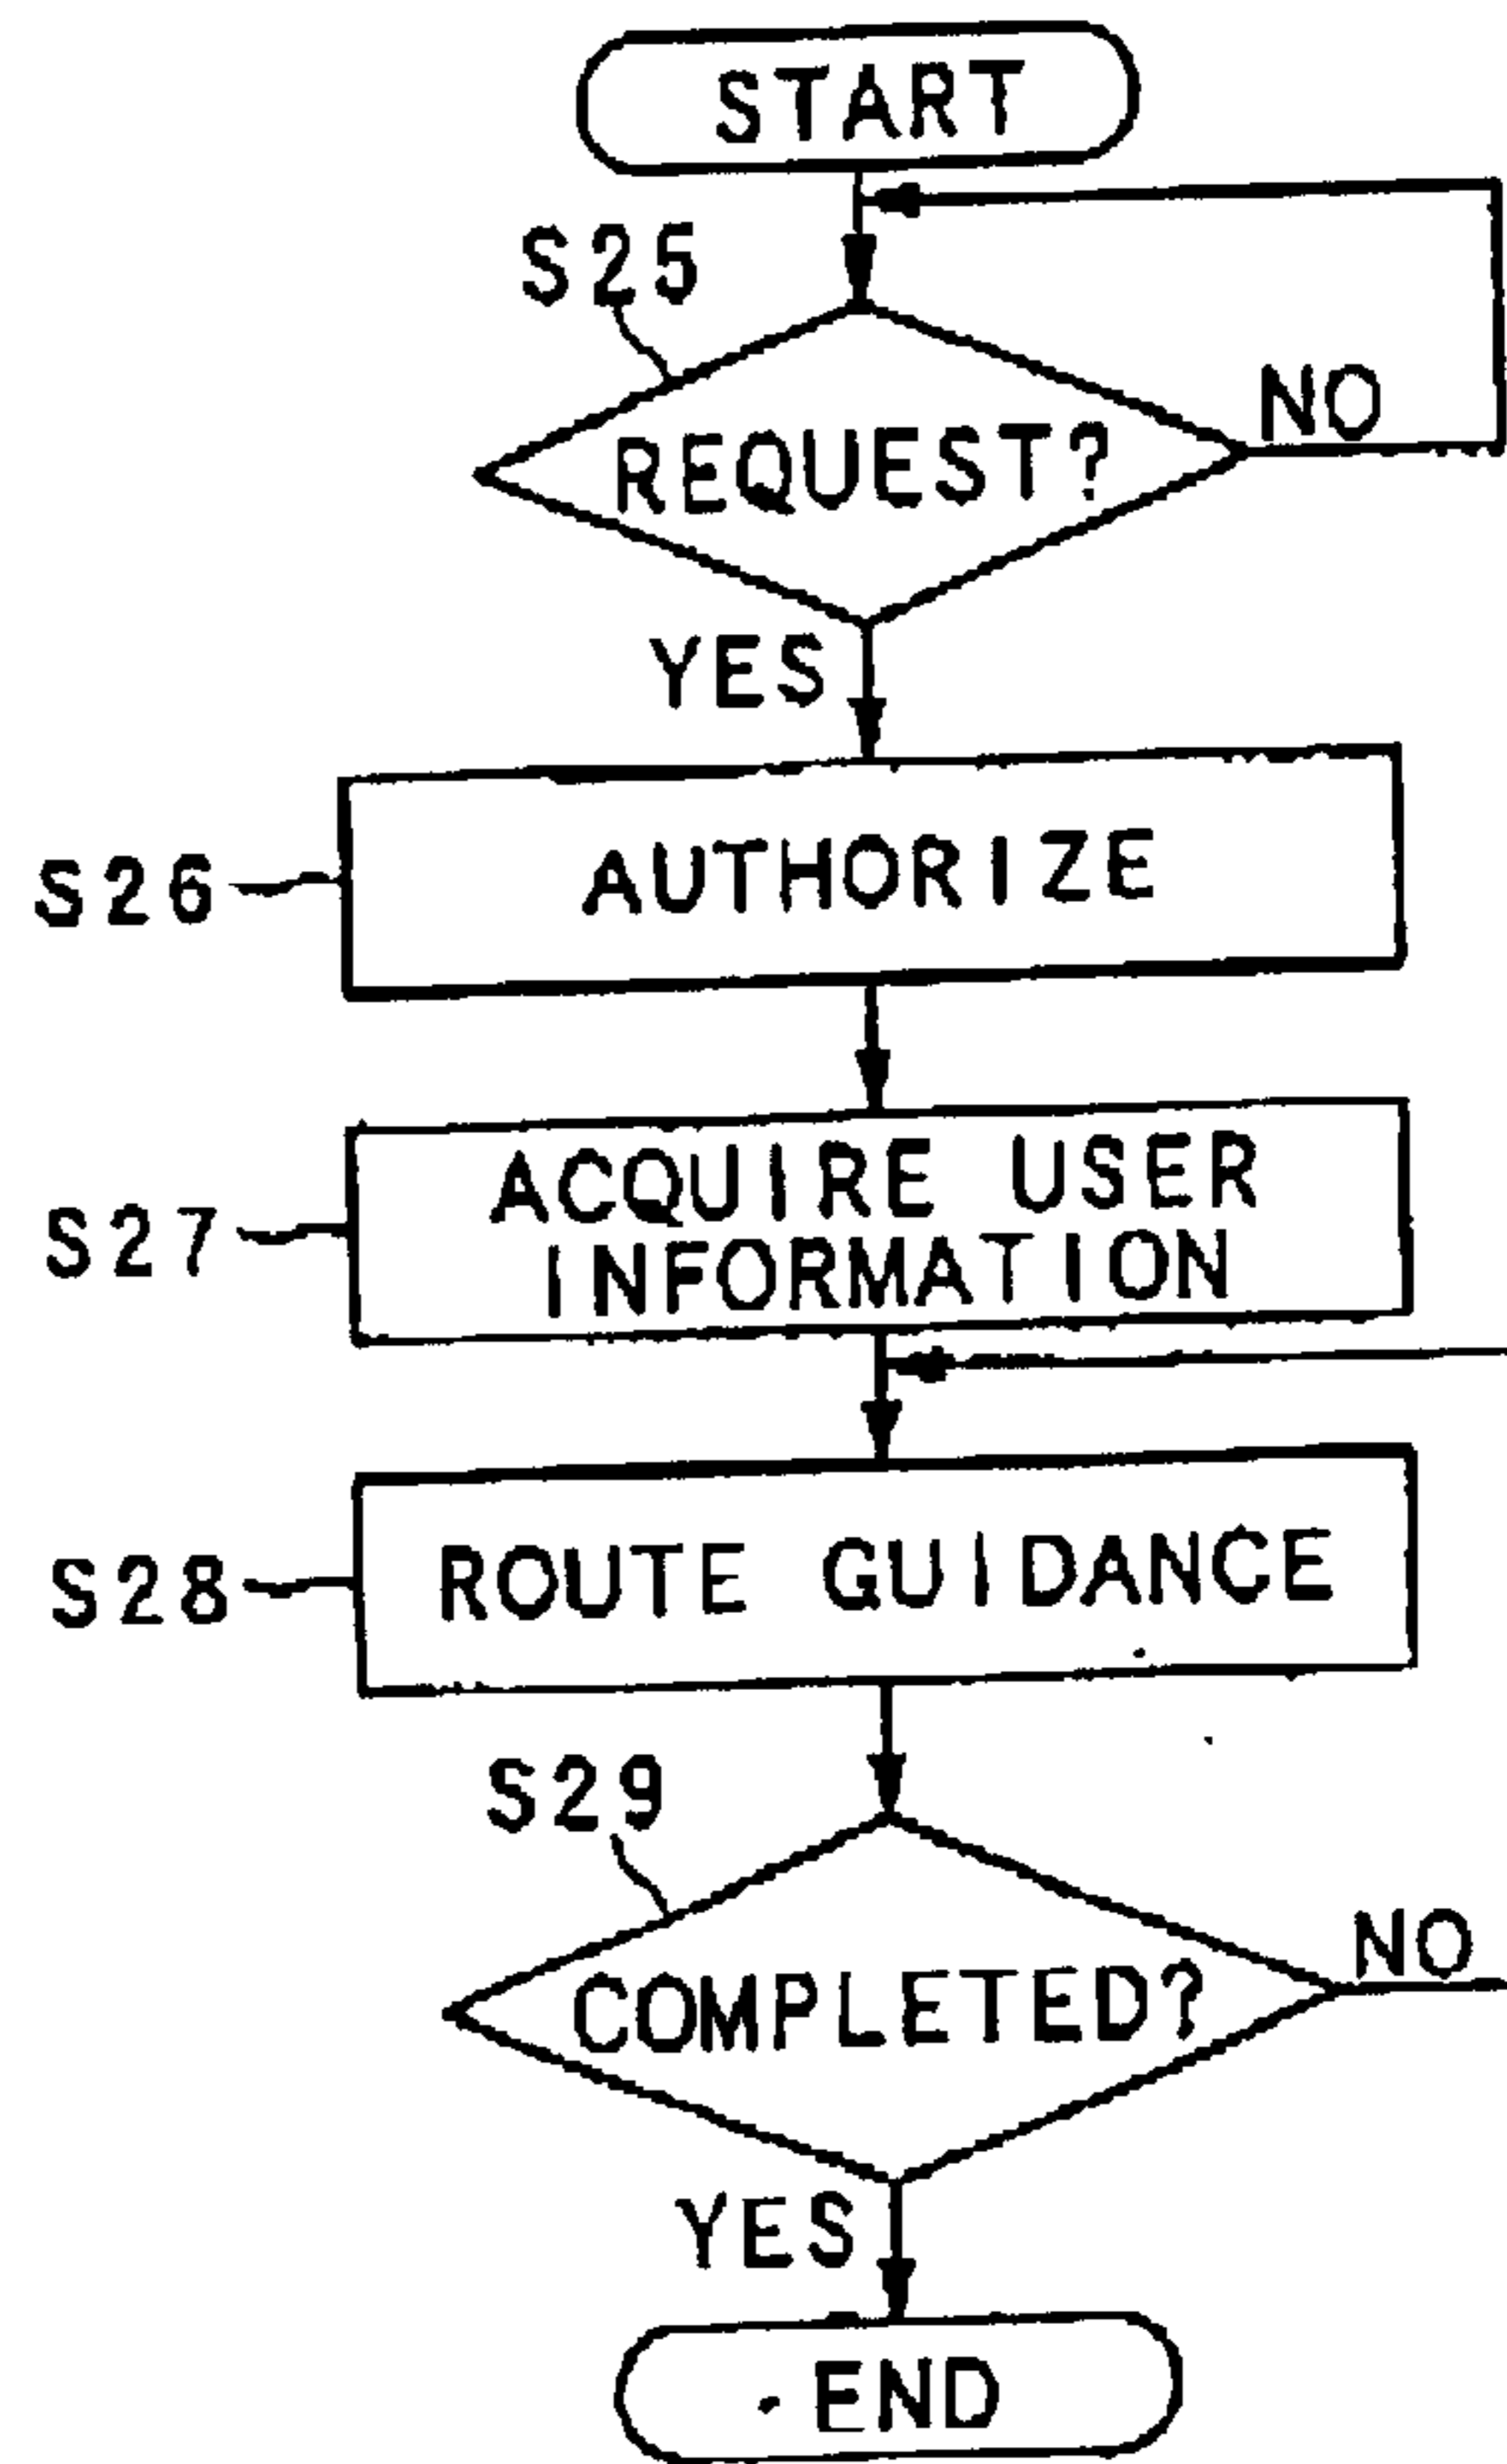 START
S25
REQUEST?
NO
YES
S26
AUTHORIZE
S27
ACQUIRE USER
INFORMATION
S28
ROUTE GUIDANCE
S29
COMPLETED?
NO
YES
END